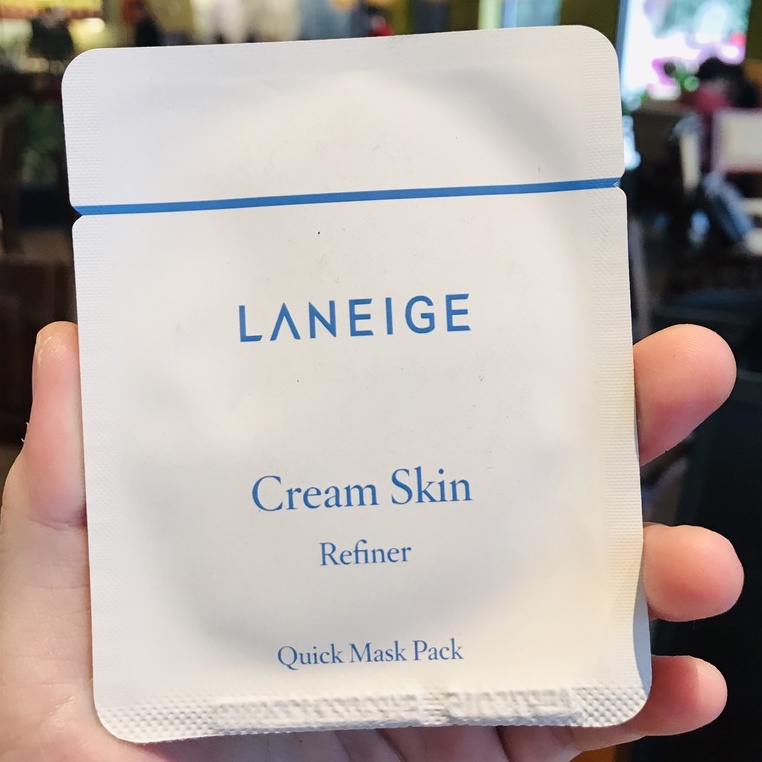 LANEIGE
Cream Skin
Refiner
Quick Mask Pack